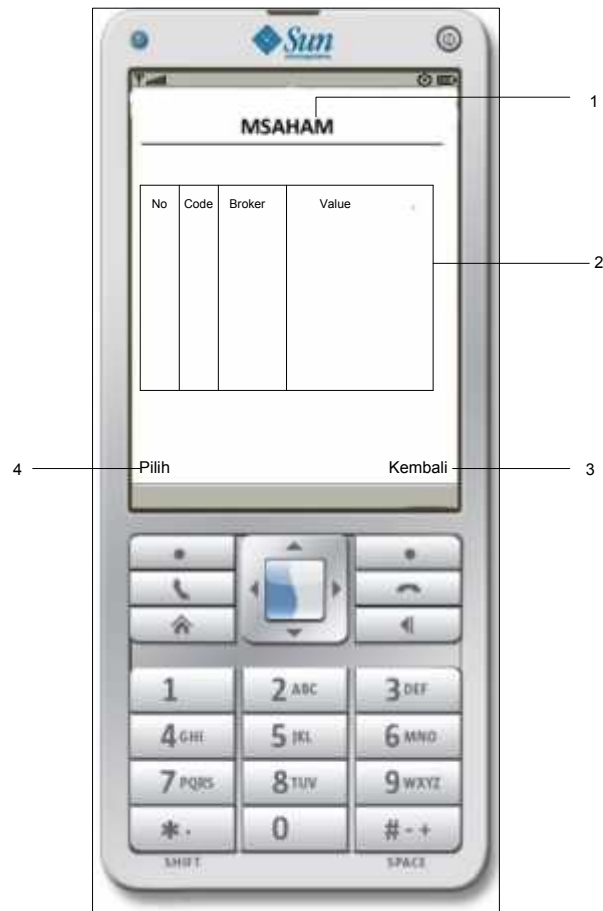 Sun
1
MSAHAM
No Code Broker Value
2
4 Pilih Kembali 3
1 2 ABC 3 DEF
4 GHI 5 JKL 6 MNO
7 PQRS 8 TUV 9 WXYZ
* . 0 # - +
SHIFT SPACE